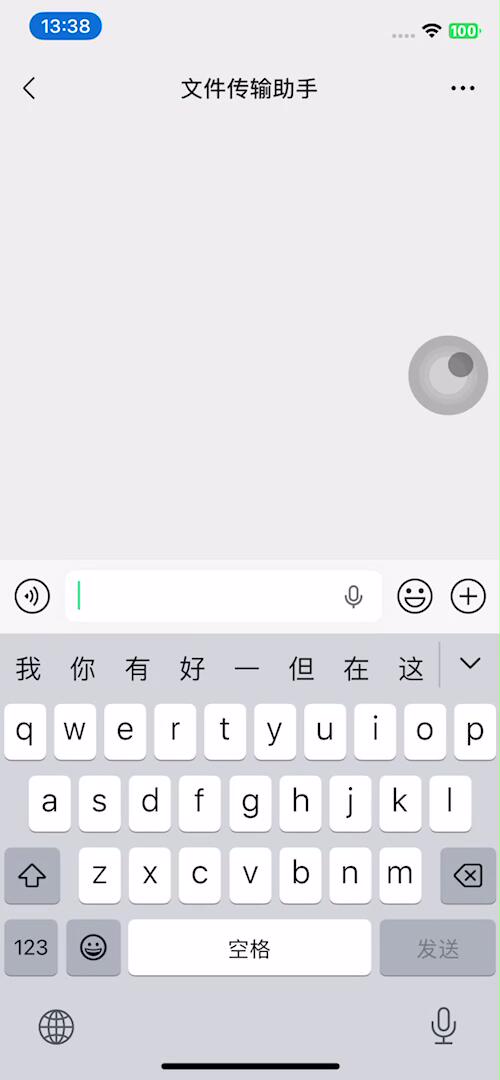 13:38
100
文件传输助手
我 你 有 好 一 但 在 这
q w e r t y u i o p
a s d f g h j k l
z x c v b n m
123 空格 发送